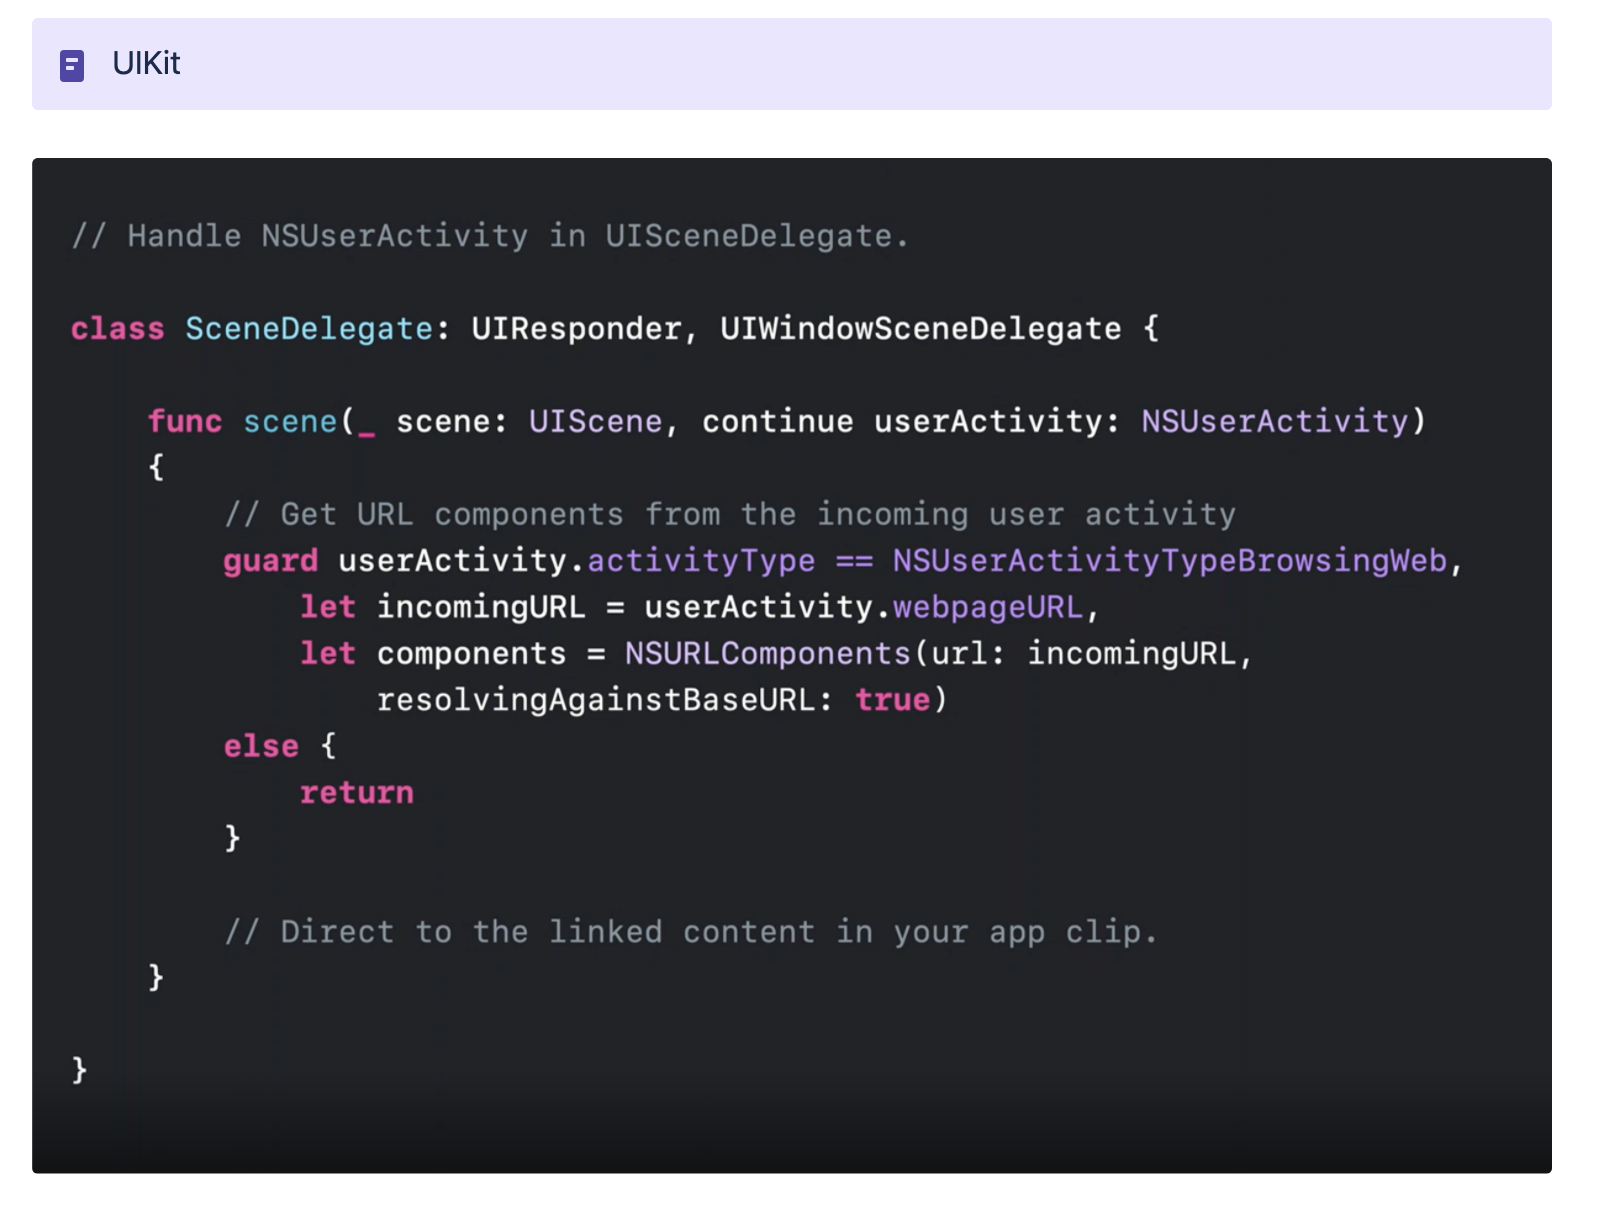 UIKit
// Handle NSUserActivity in UISceneDelegate.
class SceneDelegate: UIResponder, UIWindowSceneDelegate {
func scene(_ scene: UIScene, continue userActivity: NSUserActivity)
{
// Get URL components from the incoming user activity
guard userActivity.activityType == NSUserActivityTypeBrowsingWeb,
let incomingURL = userActivity.webpageURL,
let components = NSURLComponents(url: incomingURL,
resolvingAgainstBaseURL: true)
else {
return
}
// Direct to the linked content in your app clip.
}
}